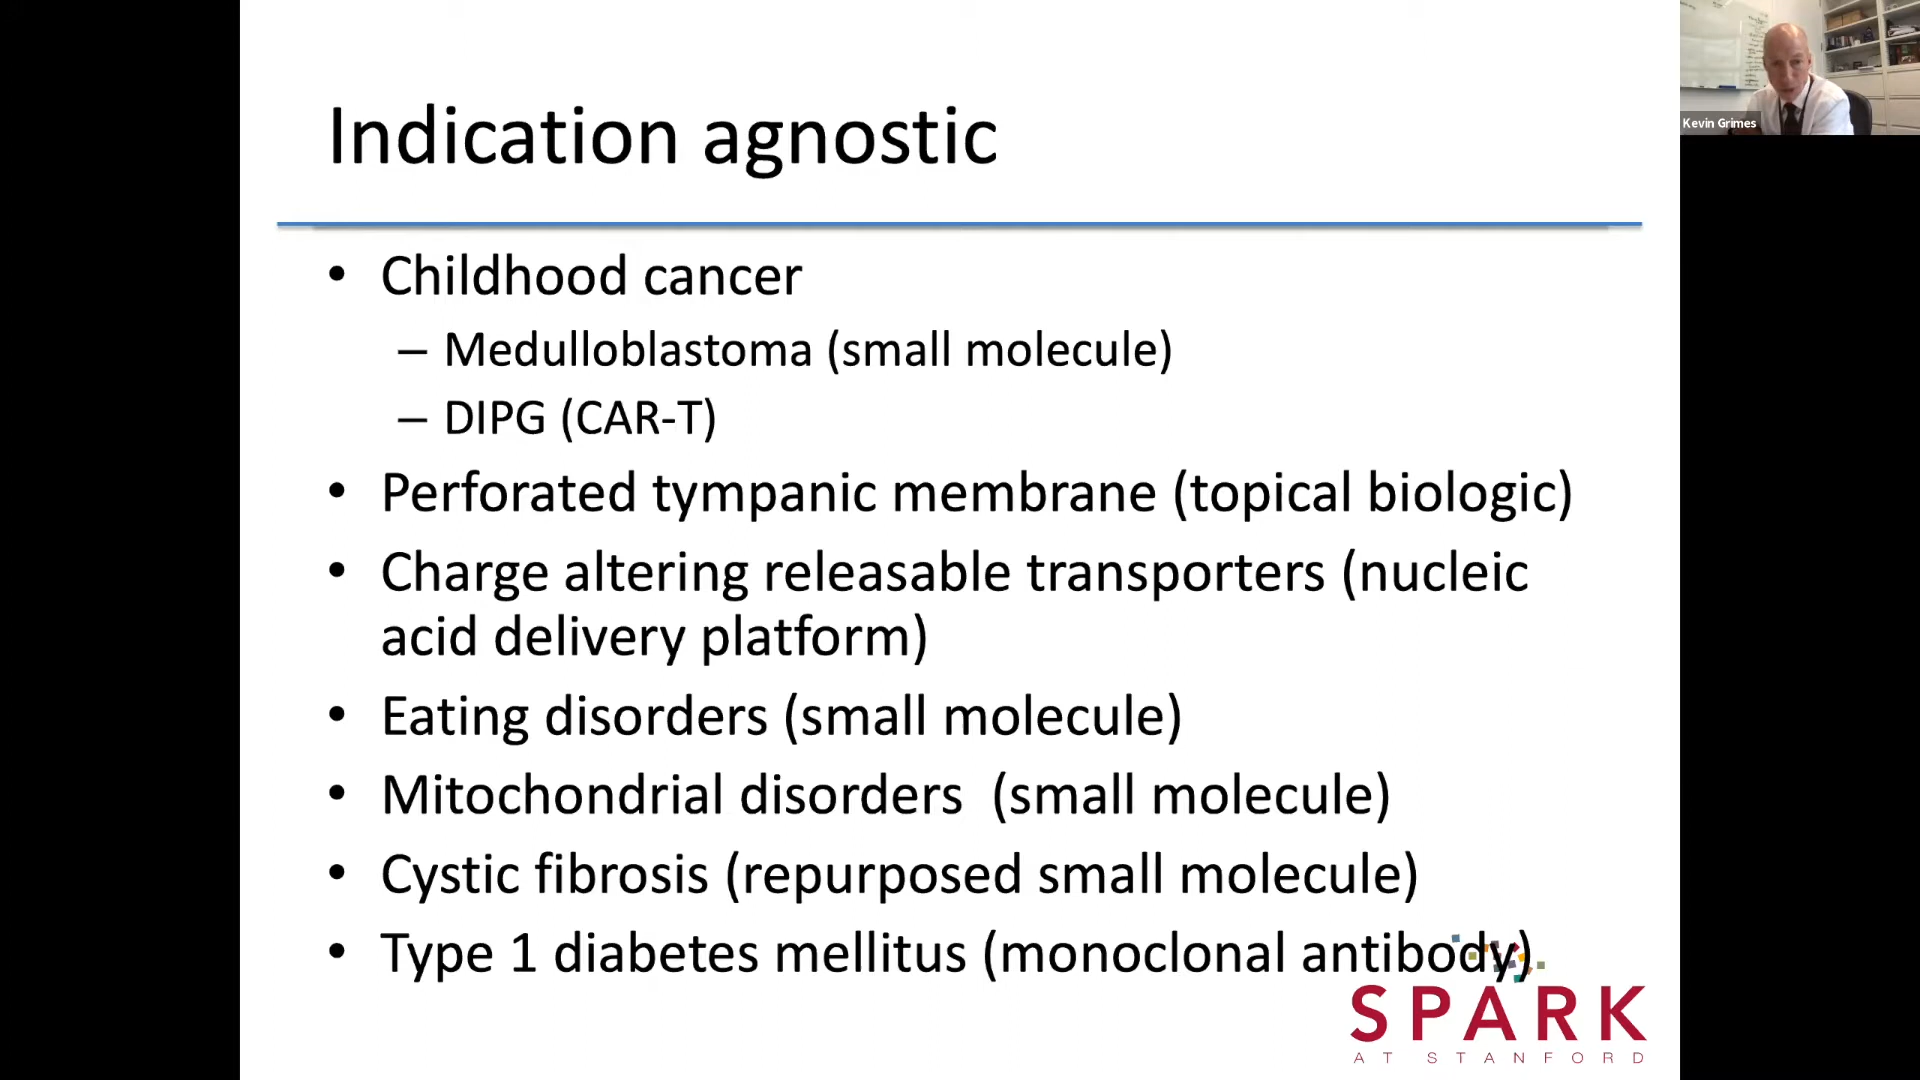 Indication agnostic
Kevin Grimes
• Childhood cancer
– Medulloblastoma (small molecule)
– DIPG (CAR-T)
• Perforated tympanic membrane (topical biologic)
• Charge altering releasable transporters (nucleic
acid delivery platform)
• Eating disorders (small molecule)
• Mitochondrial disorders (small molecule)
• Cystic fibrosis (repurposed small molecule)
• Type 1 diabetes mellitus (monoclonal antibody)
SPARK
AT STANFORD